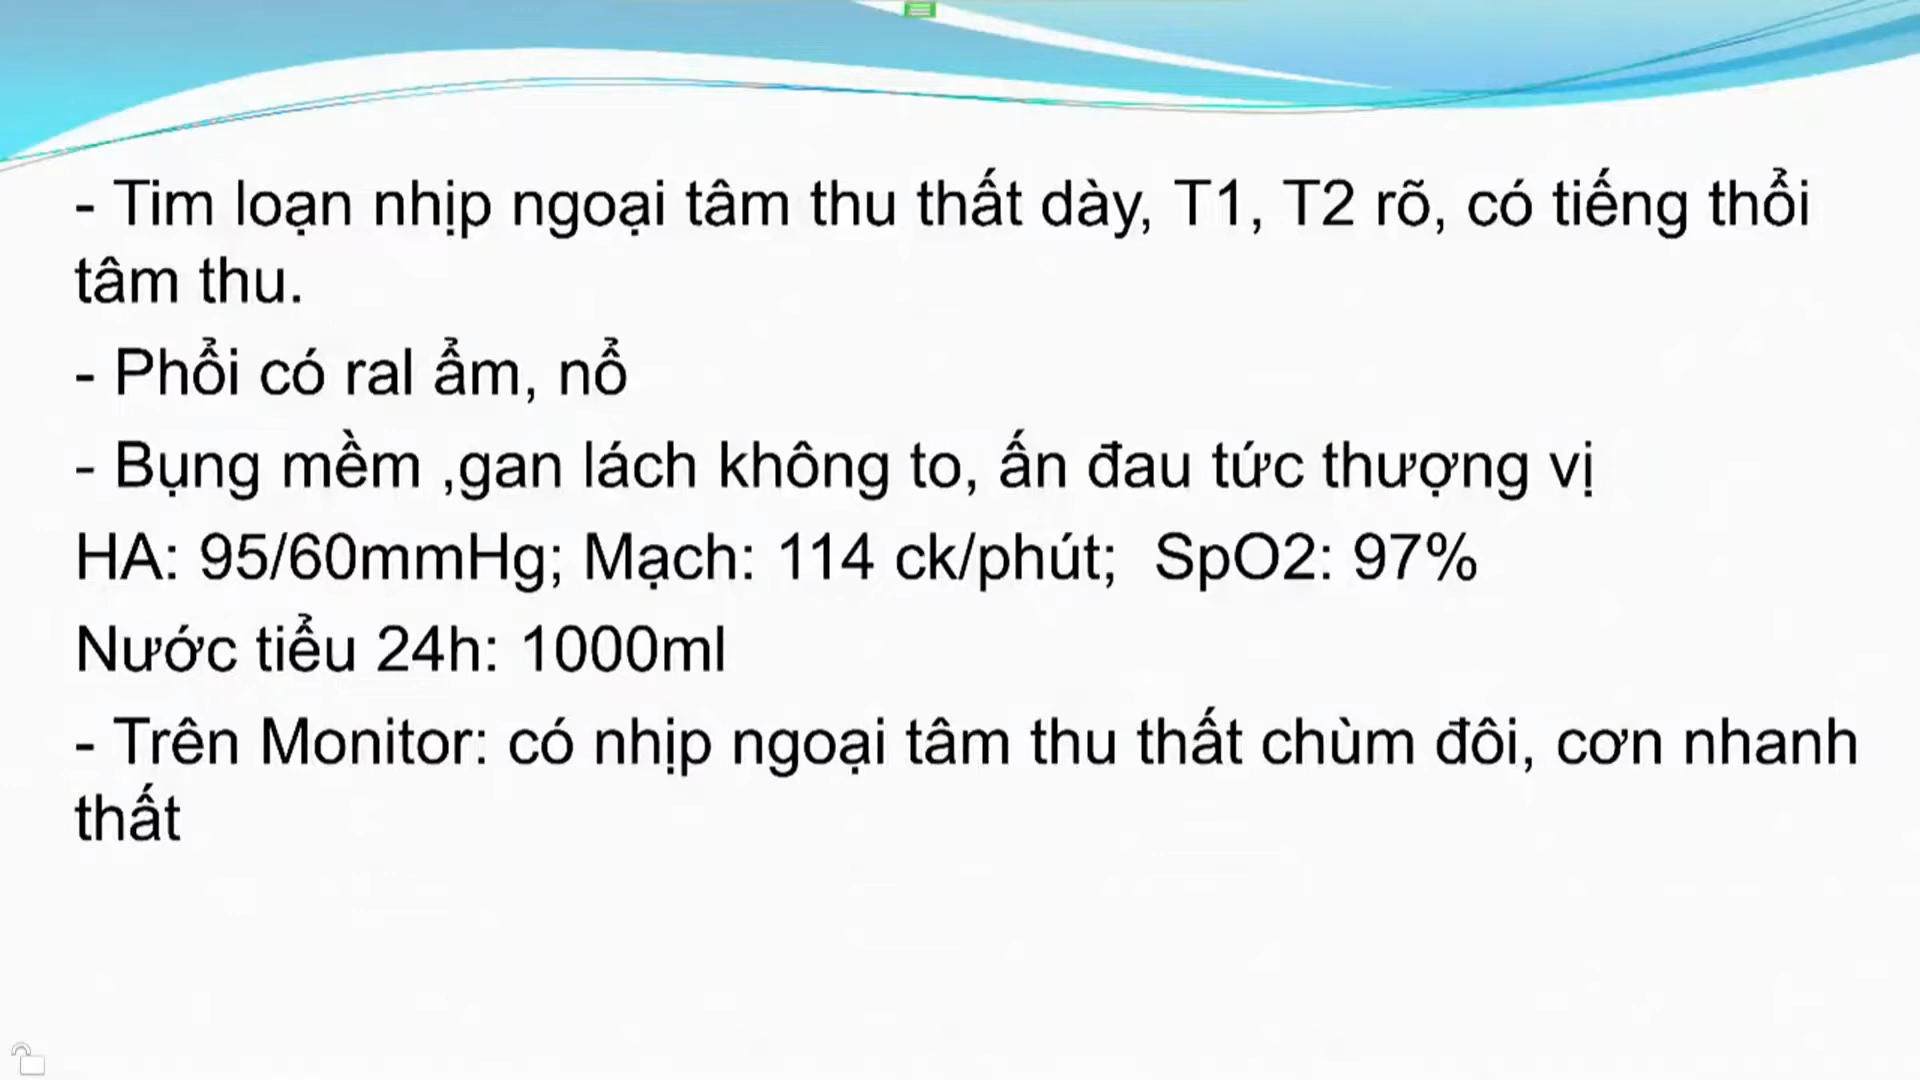 - Tim loạn nhịp ngoại tâm thu thất dày, T1, T2 rõ, có tiếng thổi
tâm thu.
- Phổi có ral ẩm, nổ
- Bụng mềm ,gan lách không to, ấn đau tức thượng vị
HA: 95/60mmHg; Mạch: 114 ck/phút;  SpO2: 97%
Nước tiểu 24h: 1000ml
- Trên Monitor: có nhịp ngoại tâm thu thất chùm đôi, cơn nhanh
thất